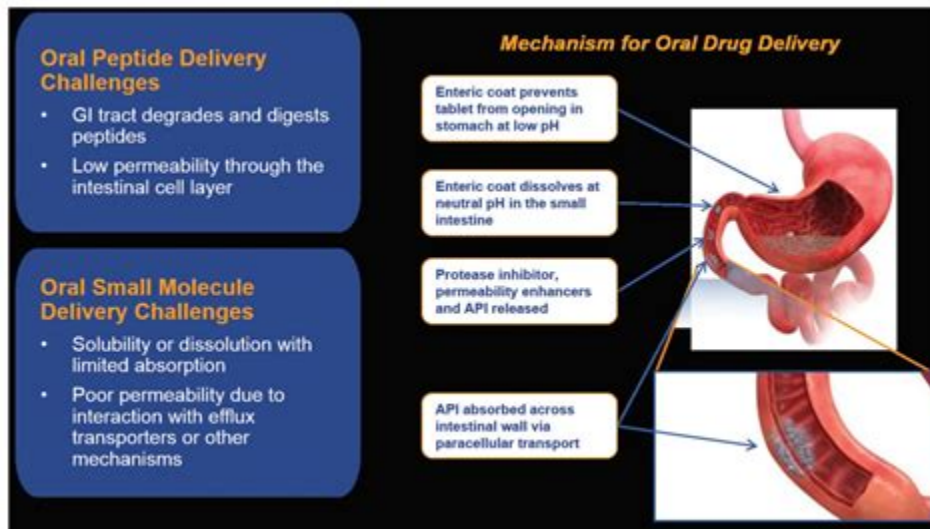 Oral Peptide Delivery
Challenges
• GI tract degrades and digests
peptides
• Low permeability through the
intestinal cell layer
Oral Small Molecule
Delivery Challenges
• Solubility or dissolution with
limited absorption
• Poor permeability due to
interaction with efflux
transporters or other
mechanisms
Mechanism for Oral Drug Delivery
Enteric coat prevents
tablet from opening in
stomach at low pH
Enteric coat dissolves at
neutral pH in the small
intestine
Protease inhibitor,
permeability enhancers
and API released
API absorbed across
intestinal wall via
paracellular transport